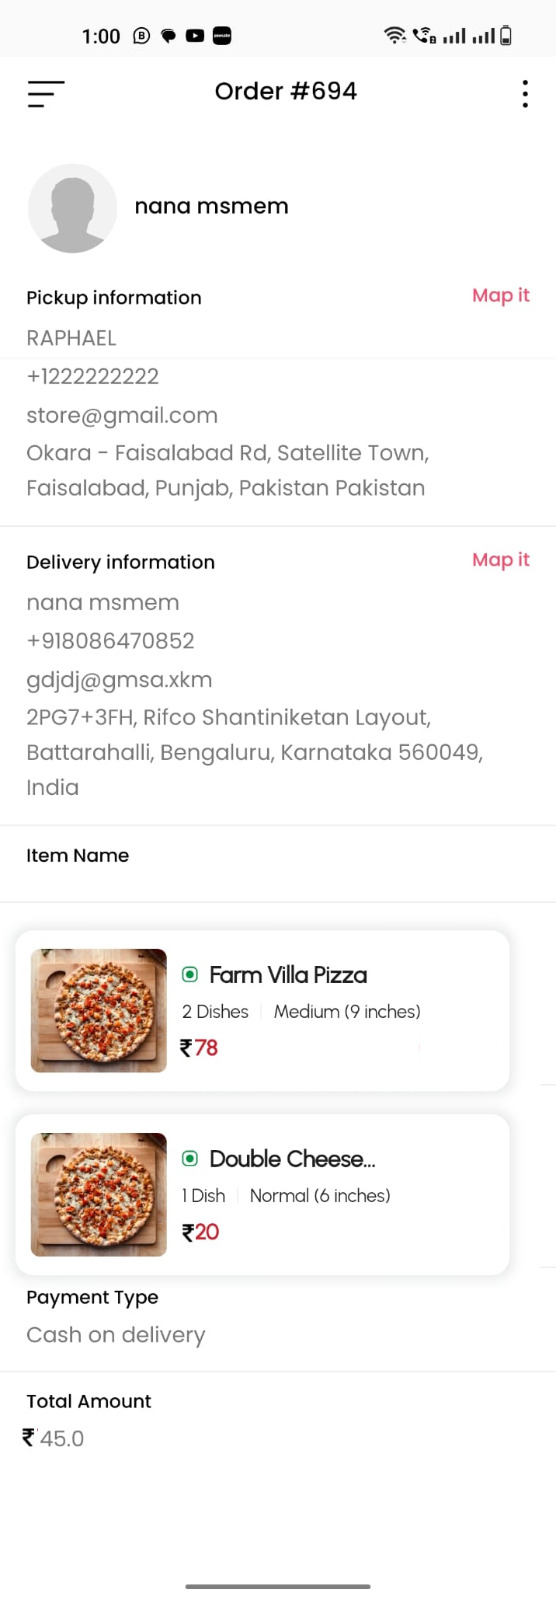 1:00
Order #694
nana msmem
Pickup information
Map it
RAPHAEL
+1222222222
store@gmail.com
Okara - Faisalabad Rd, Satellite Town,
Faisalabad, Punjab, Pakistan Pakistan
Delivery information
Map it
nana msmem
+918086470852
gdjdj@gmsa.xkm
2PG7+3FH, Rifco Shantiniketan Layout,
Battarahalli, Bengaluru, Karnataka 560049,
India
Item Name
Farm Villa Pizza
2 Dishes | Medium (9 inches)
₹78
Double Cheese...
1 Dish | Normal (6 inches)
₹20
Payment Type
Cash on delivery
Total Amount
₹ 45.0